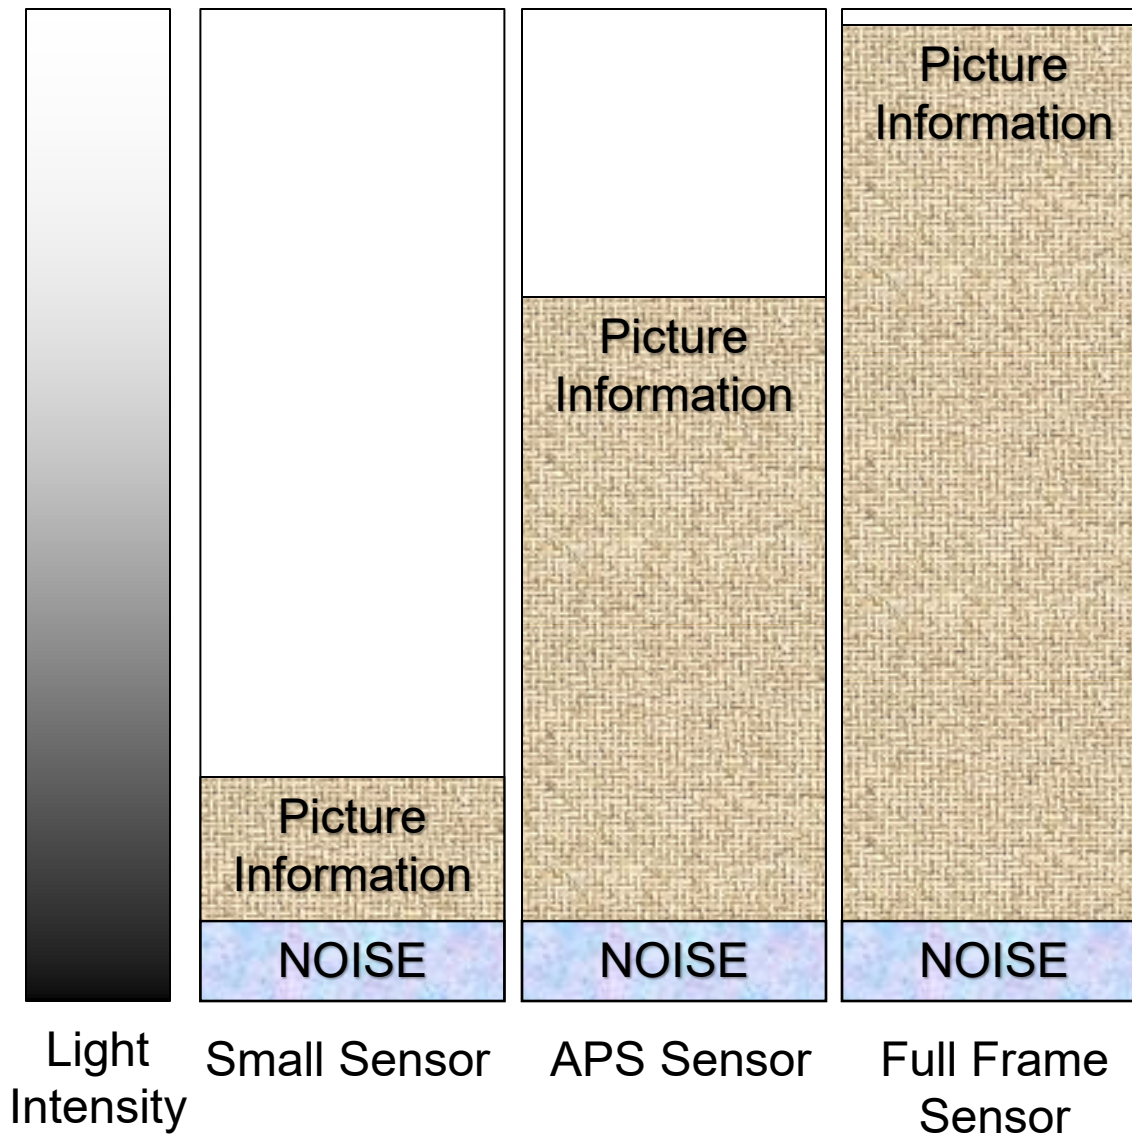 Picture
Information
Picture
Information
Picture
Information
NOISE
NOISE
NOISE
Light
Intensity
Small Sensor
APS Sensor
Full Frame
Sensor